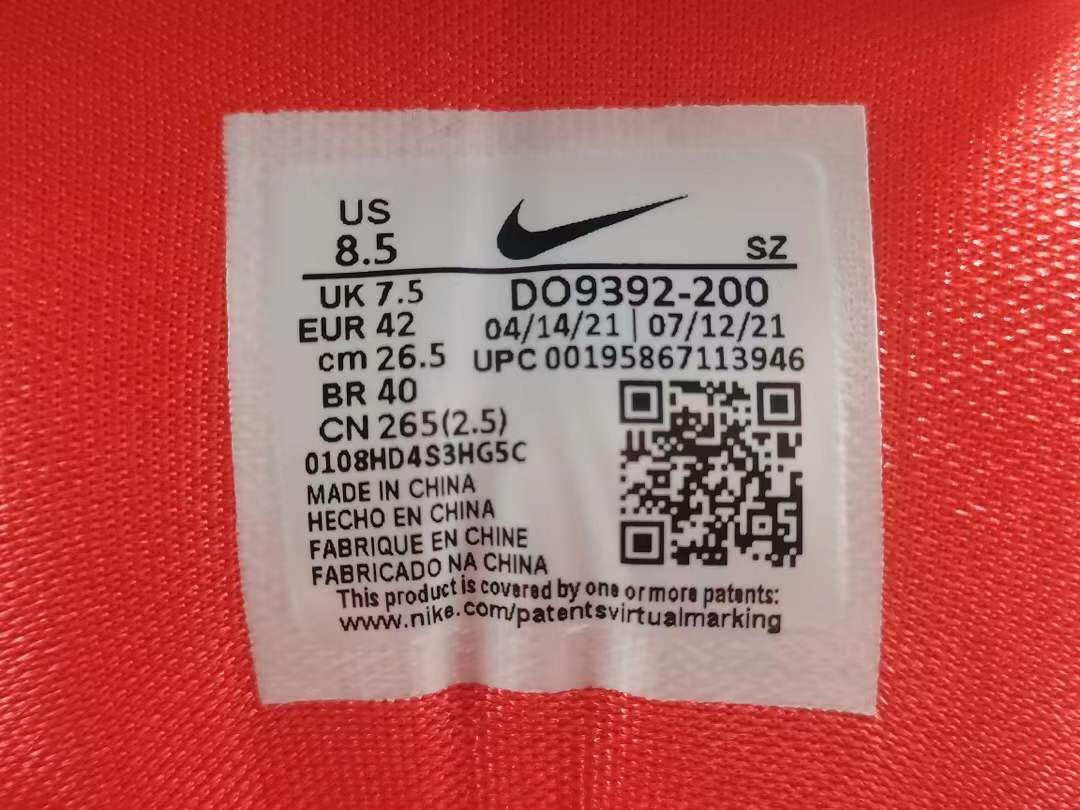 US
8.5
SZ
UK 7.5
DO9392-200
EUR 42
04/14/21 | 07/12/21
cm 26.5
UPC 00195867113946
BR 40
CN 265(2.5)
0108HD4S3HG5C
MADE IN CHINA
HECHO EN CHINA
FABRIQUE EN CHINE
FABRICADO NA CHINA
This product is covered by one or more patents:
www.nike.com/patentsvirtualmarking